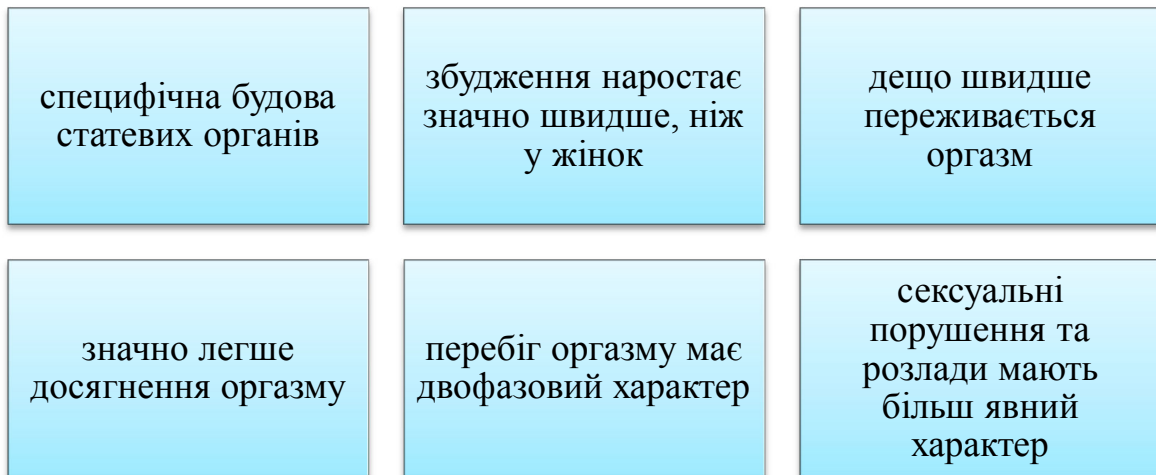 специфічна будова
статевих органів
збудження наростає
значно швидше, ніж
у жінок
дещо швидше
переживається
оргазм
значно легше
досягнення оргазму
перебіг оргазму має
двофазовий характер
сексуальні
порушення та
розлади мають
більш явний
характер